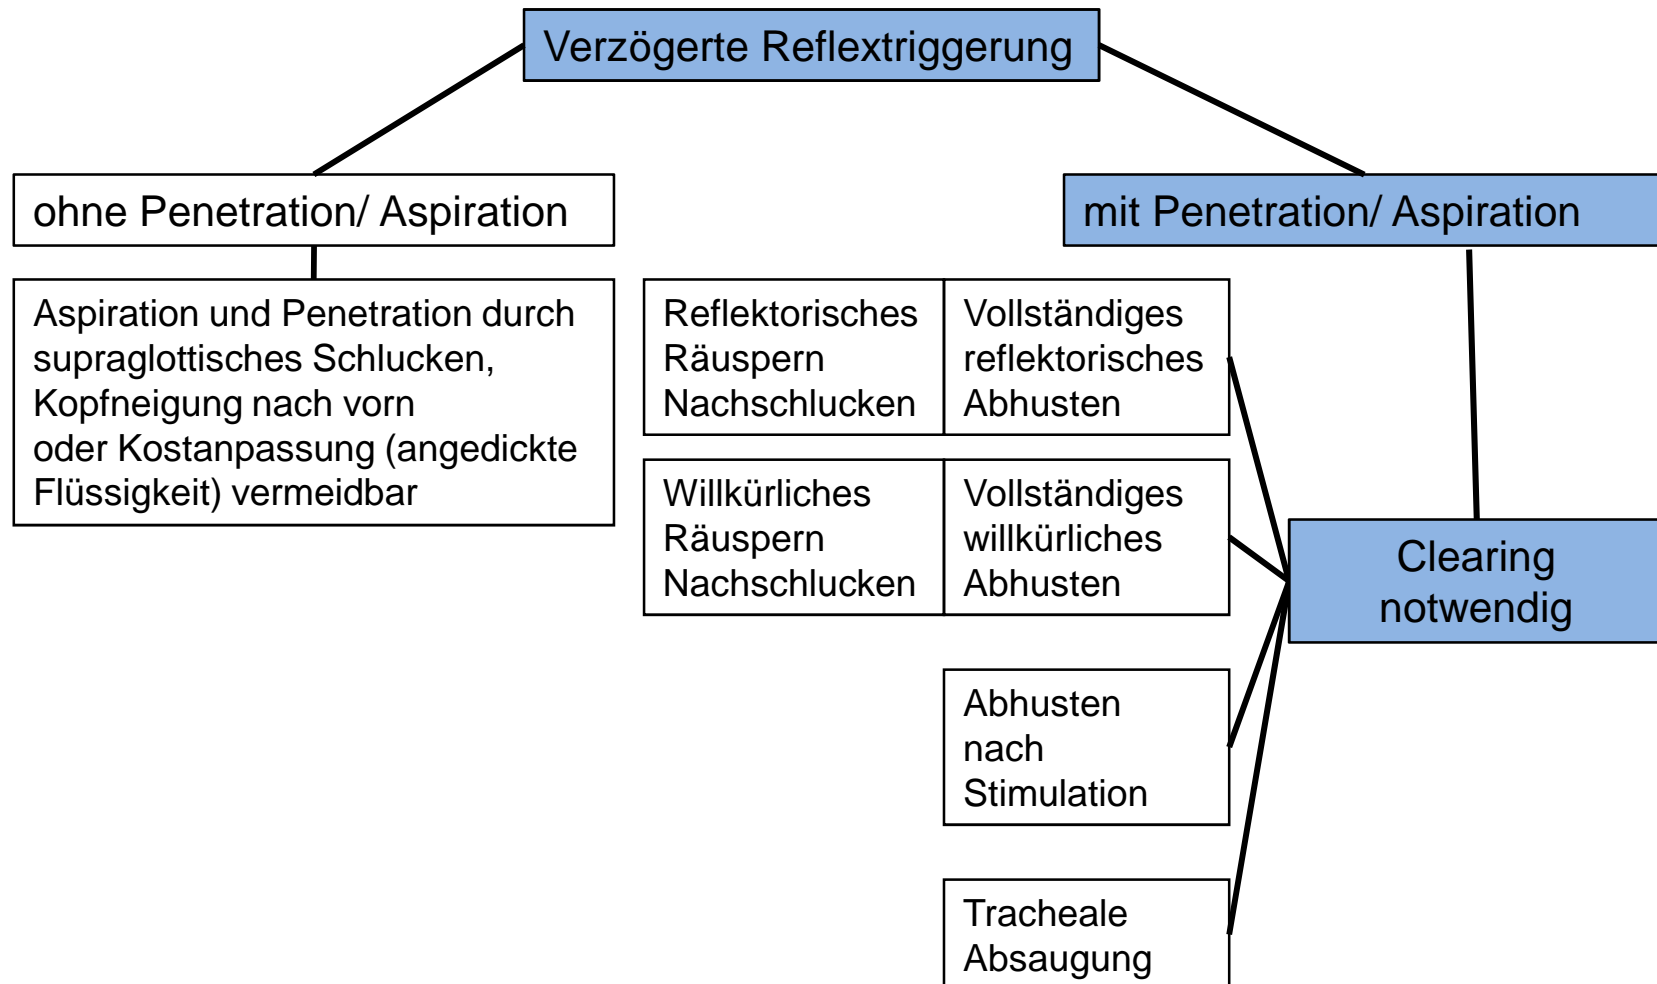 Verzögerte Reflextriggerung
ohne Penetration/ Aspiration
mit Penetration/ Aspiration
Aspiration und Penetration durch
supraglottisches Schlucken,
Kopfneigung nach vorn
oder Kostanpassung (angedickte
Flüssigkeit) vermeidbar
Reflektorisches
Räuspern
Nachschlucken
Vollständiges
reflektorisches
Abhusten
Willkürliches
Räuspern
Nachschlucken
Vollständiges
willkürliches
Abhusten
Clearing
notwendig
Abhusten
nach
Stimulation
Tracheale
Absaugung